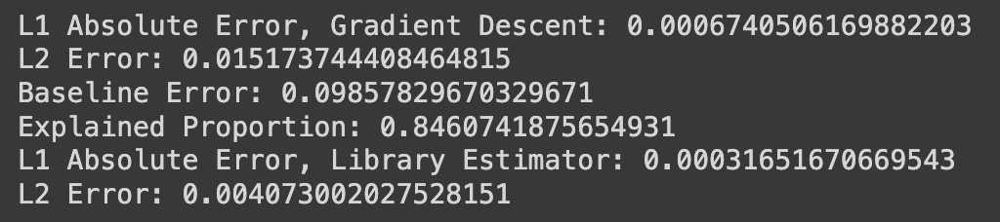 L1 Absolute Error, Gradient Descent: 0.0006740506169882203
L2 Error: 0.015173744408464815
Baseline Error: 0.09857829670329671
Explained Proportion: 0.8460741875654931
L1 Absolute Error, Library Estimator: 0.00031651670669543
L2 Error: 0.004073002027528151